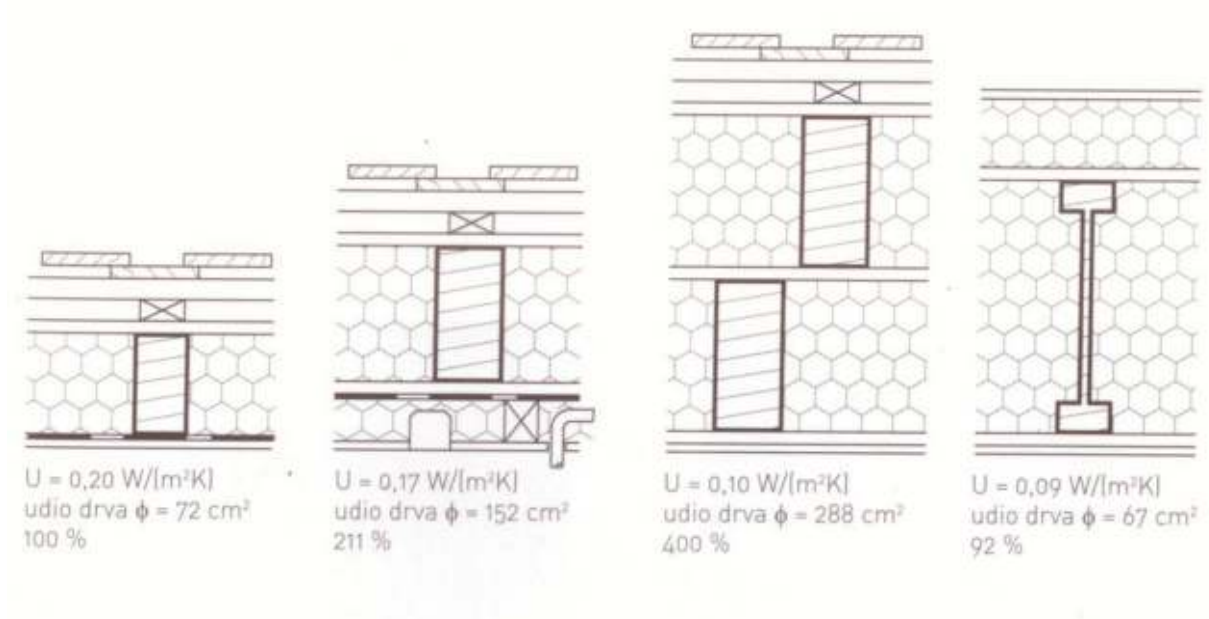 U = 0,20 W/(m²K)
udio drva ϕ = 72 cm²
100 %
U = 0,17 W/(m²K)
udio drva ϕ = 152 cm²
211 %
U = 0,10 W/(m²K)
udio drva ϕ = 288 cm²
400 %
U = 0,09 W/(m²K)
udio drva ϕ = 67 cm²
92 %